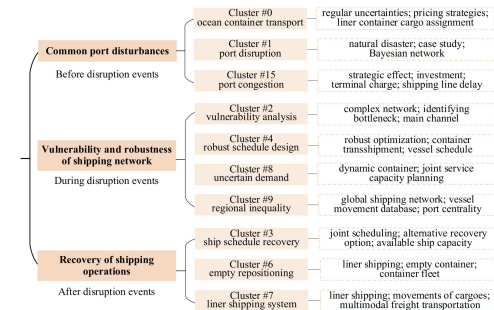 Common port disturbances
Before disruption events
Cluster #0
ocean container transport
regular uncertainties; pricing strategies;
liner container cargo assignment
Cluster #1
port disruption
natural disaster; case study;
Bayesian network
Cluster #15
port congestion
strategic effect; investment;
terminal charge; shipping line delay
Vulnerability and robustness
of shipping network
During disruption events
Cluster #2
vulnerability analysis
complex network; identifying
bottleneck; main channel
Cluster #4
robust schedule design
robust optimization; container
transshipment; vessel schedule
Cluster #8
uncertain demand
dynamic container; joint service
capacity planning
Cluster #9
regional inequality
global shipping network; vessel
movement database; port centrality
Recovery of shipping
operations
After disruption events
Cluster #3
ship schedule recovery
joint scheduling; alternative recovery
option; available ship capacity
Cluster #6
empty repositioning
liner shipping; empty container;
container fleet
Cluster #7
liner shipping system
liner shipping; movements of cargoes;
multimodal freight transportation